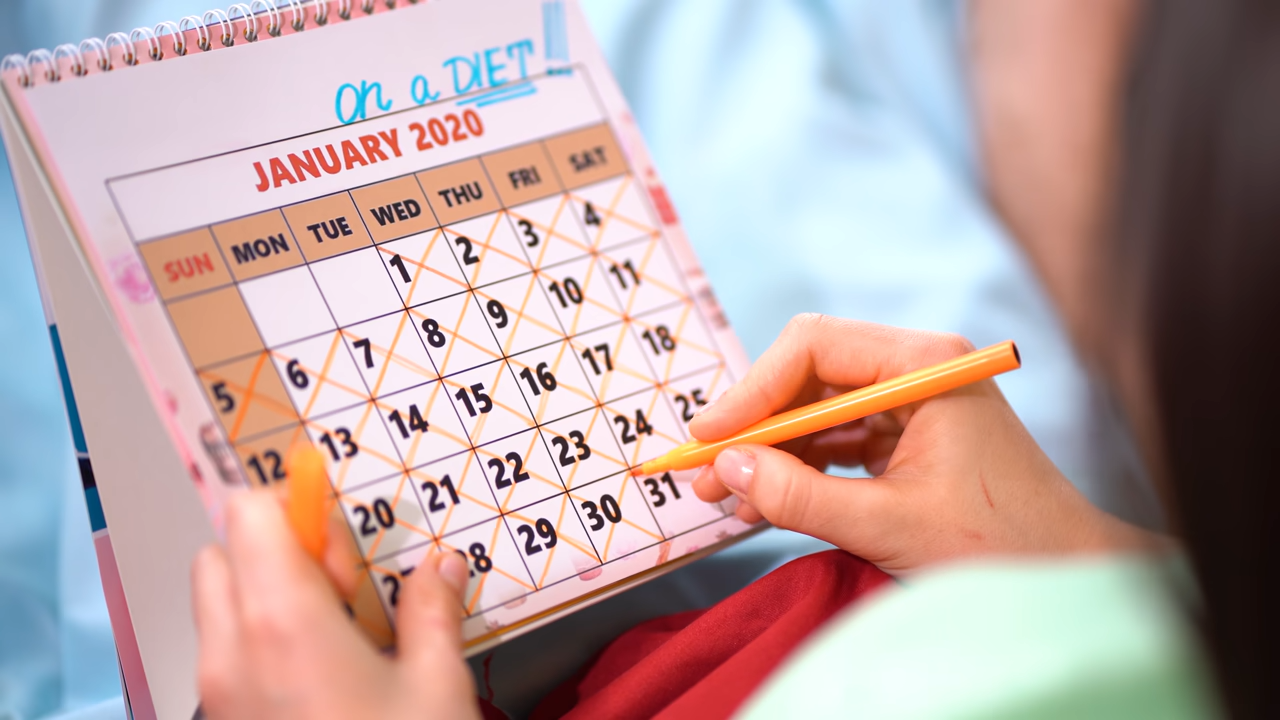 on a DIET!!
JANUARY 2020
SUN MON TUE WED THU FRI SAT
1 2 3 4
5 6 7 8 9 10 11
12 13 14 15 16 17 18
20 21 22 23 24 25
28 29 30 31